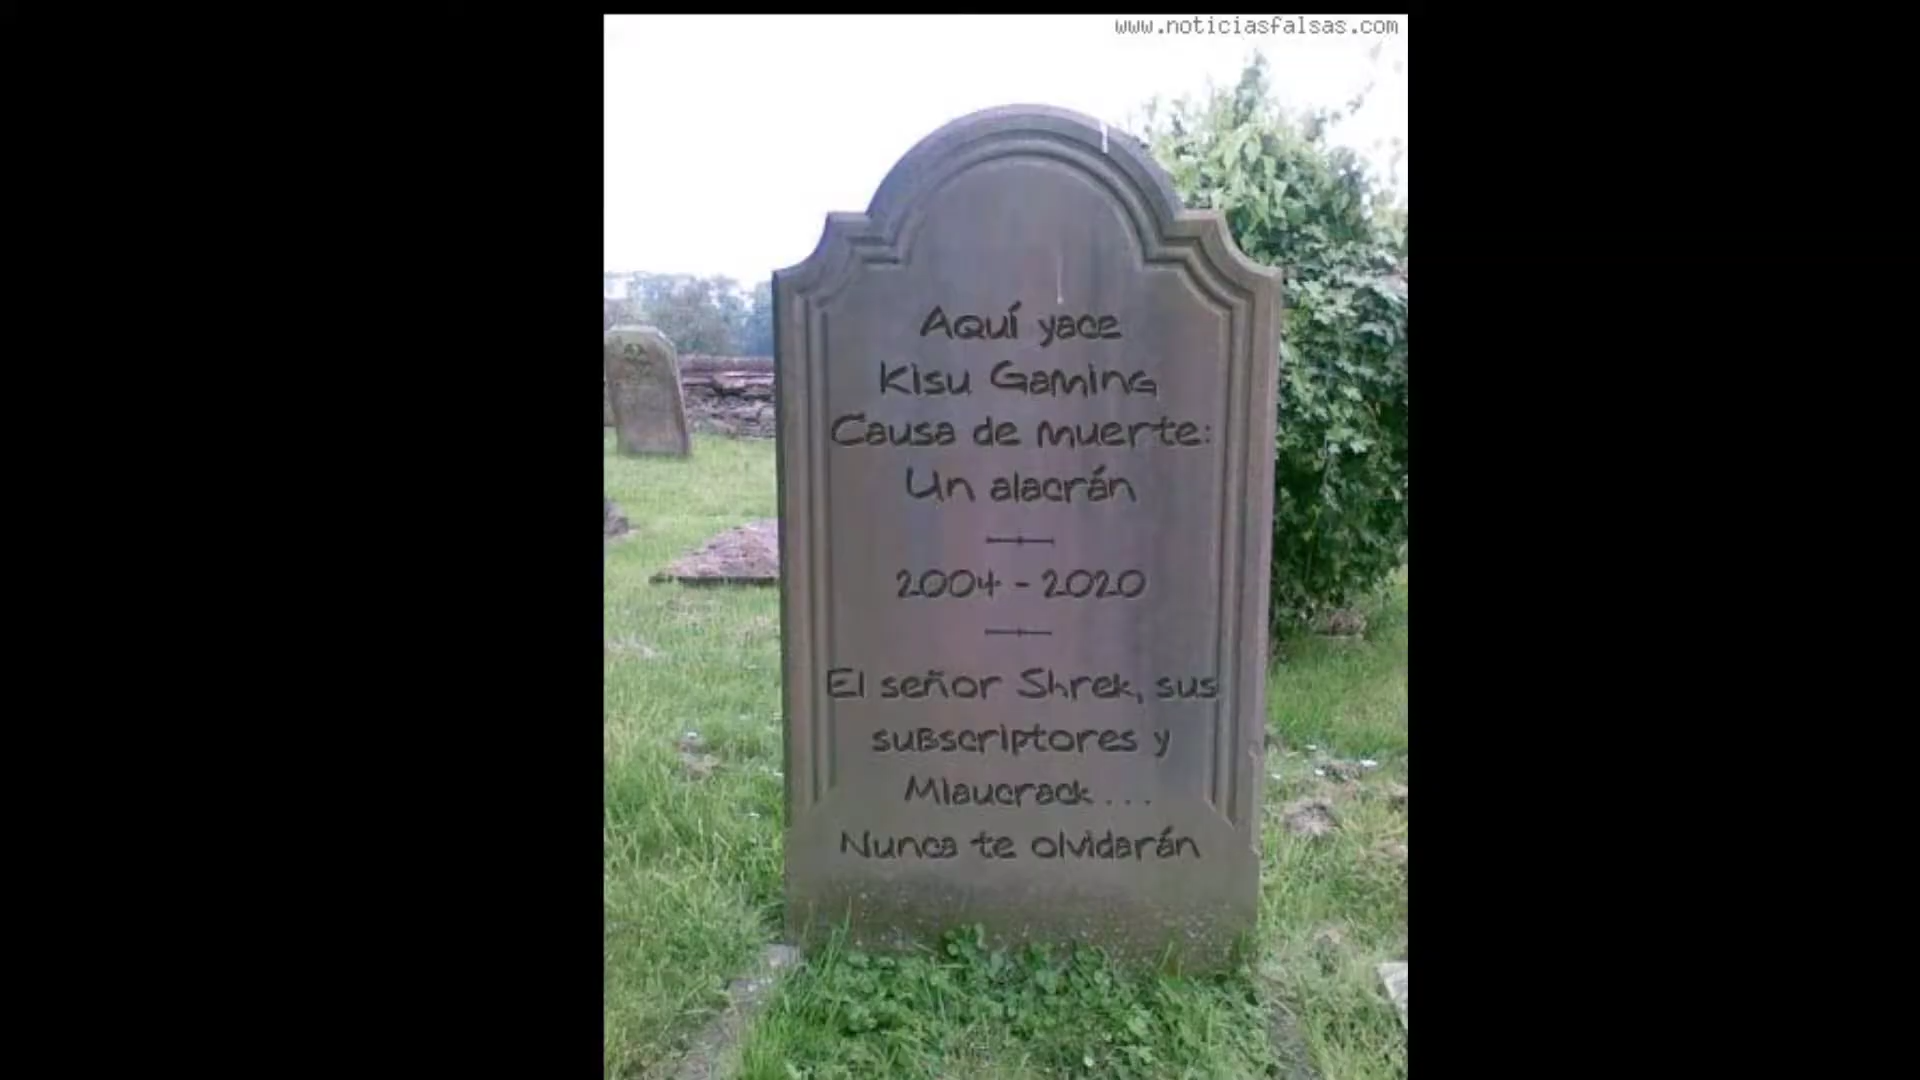 www.noticiasfalsas.com
Aquí yace
Kisu Gaming
Causa de muerte:
Un alacrán
2004 - 2020
El señor Shrek, sus
subscriptores y
Miaucrack...
Nunca te olvidarán